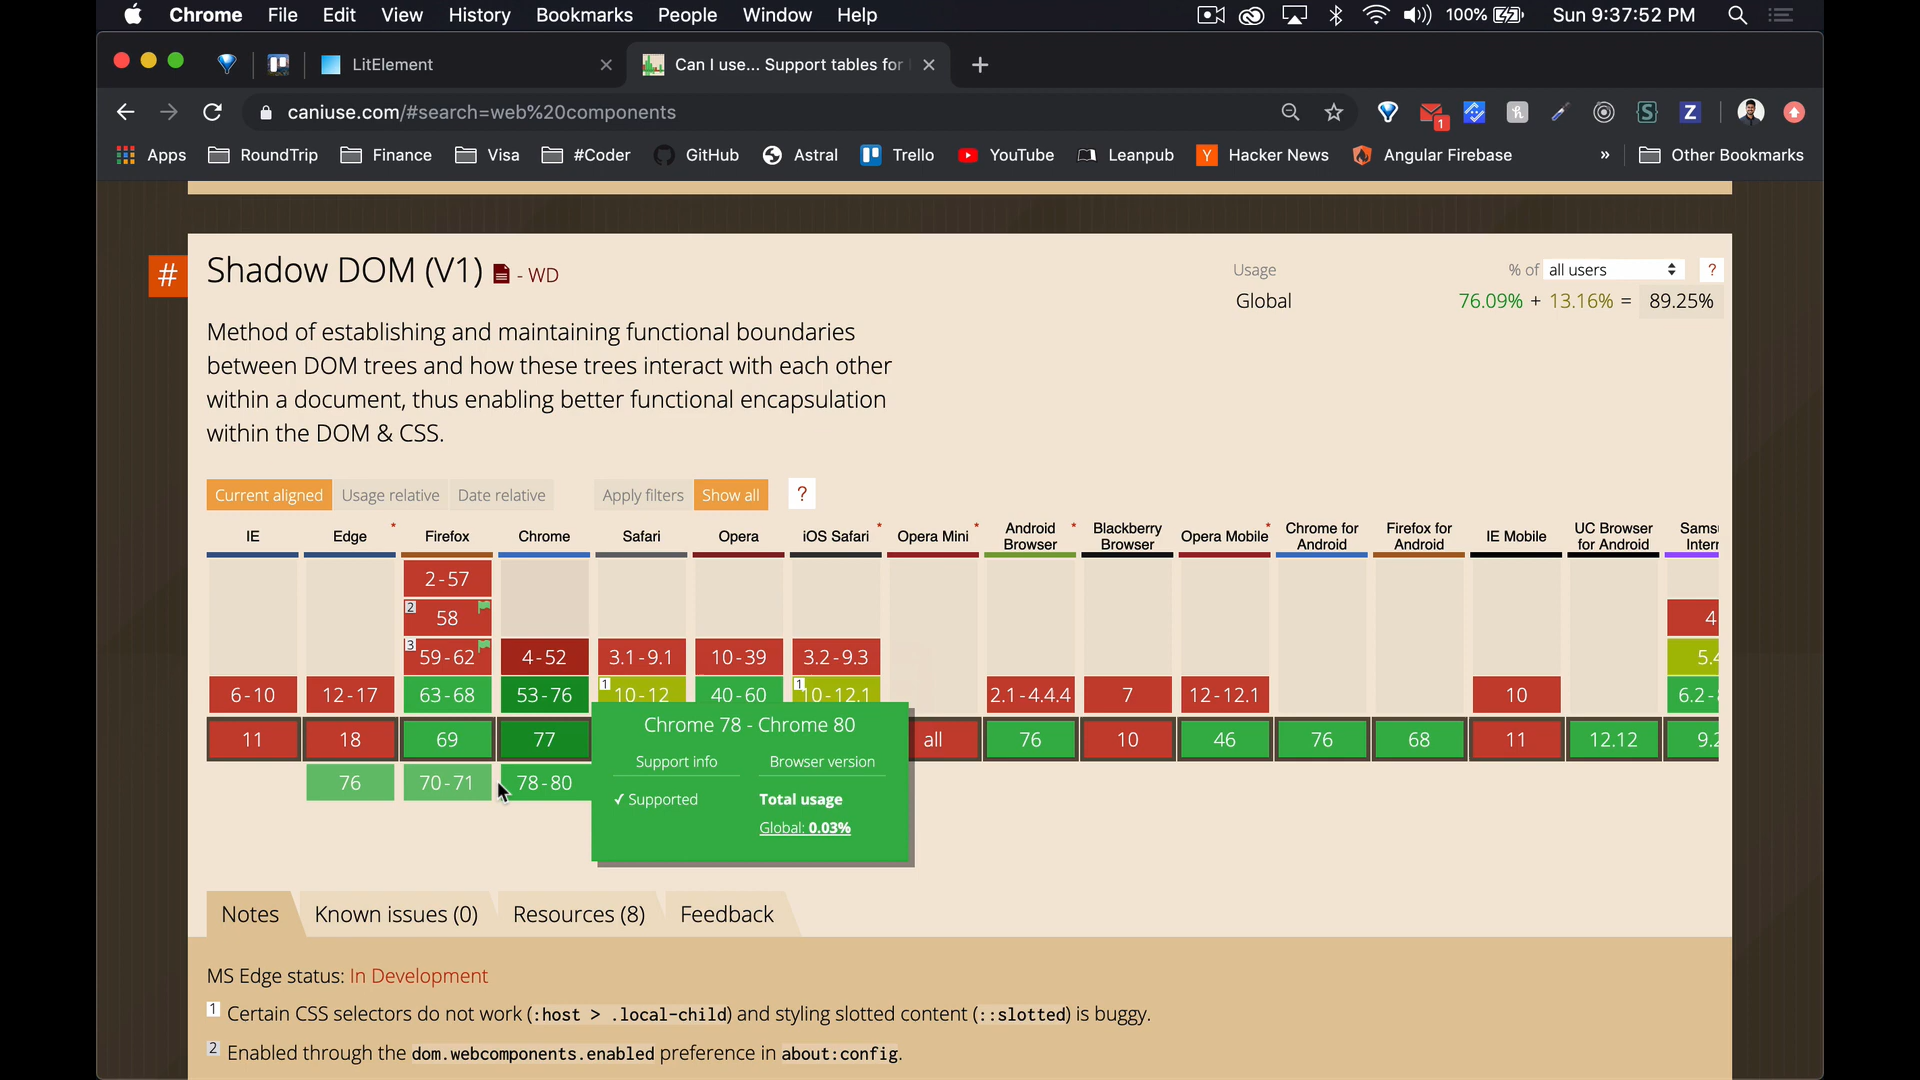 Chrome File Edit View History Bookmarks People Window Help 100% Sun 9:37:52 PM
LitElement Can I use... Support tables for
caniuse.com/#search=web%20components 1
Apps RoundTrip Finance Visa #Coder GitHub Astral Trello YouTube Leanpub Hacker News Angular Firebase » Other Bookmarks
# Shadow DOM (V1) - WD
Usage % of all users ?
Global 76.09% + 13.16% = 89.25%
Method of establishing and maintaining functional boundaries
between DOM trees and how these trees interact with each other
within a document, thus enabling better functional encapsulation
within the DOM & CSS.
Current aligned Usage relative Date relative Apply filters Show all ?
IE Edge * Firefox Chrome Safari Opera iOS Safari * Opera Mini * Android Browser * Blackberry Browser Opera Mobile * Chrome for Android Firefox for Android IE Mobile UC Browser for Android
2-57
2 58 4
3 59-62 4-52 3.1-9.1 10-39 3.2-9.3 5.4
6-10 12-17 63-68 53-76 1 10-12 40-60 1 10-12.1 2.1-4.4.4 7 12-12.1 10 6.2-
11 18 69 77 all 76 10 46 76 68 11 12.12 9.2
76 70-71 78-80
Chrome 78 - Chrome 80
Support info Browser version
✓ Supported Total usage
Global: 0.03%
Notes Known issues (0) Resources (8) Feedback
MS Edge status: In Development
1 Certain CSS selectors do not work (:host > .local-child) and styling slotted content (::slotted) is buggy.
2 Enabled through the dom.webcomponents.enabled preference in about:config.